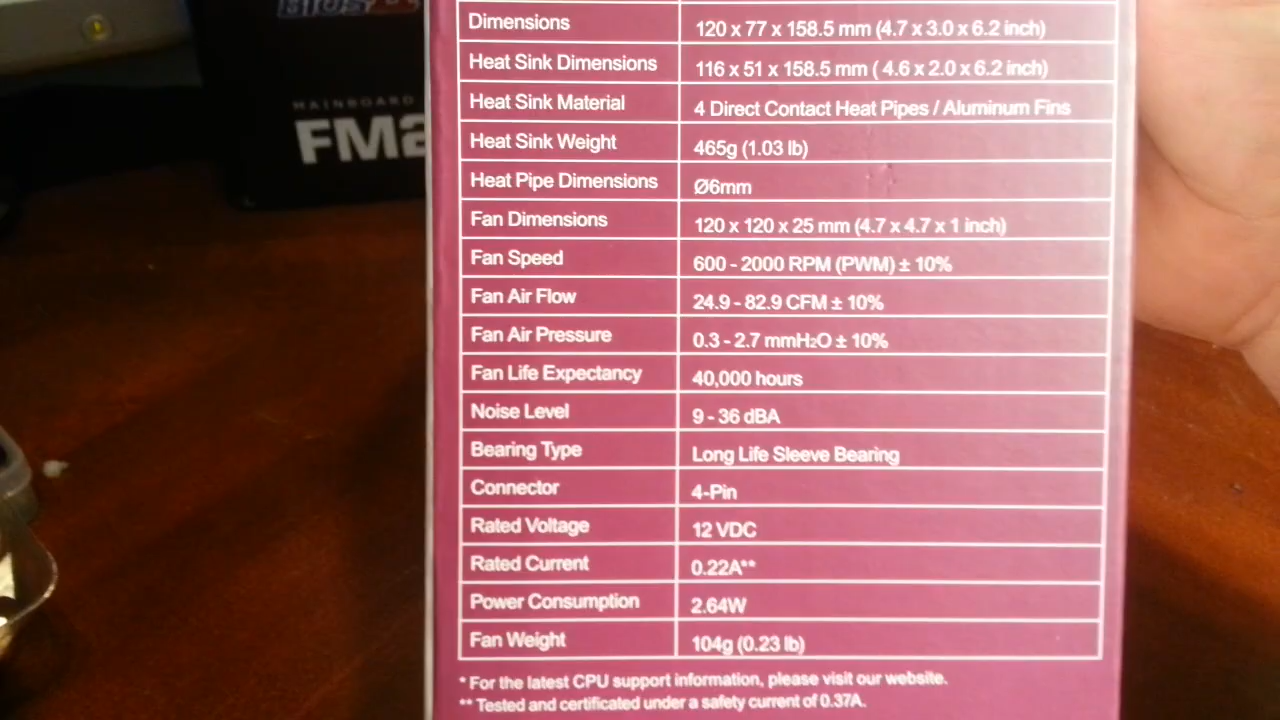 MAINBOARD
FM2
Dimensions 120 x 77 x 158.5 mm (4.7 x 3.0 x 6.2 inch)
Heat Sink Dimensions 116 x 51 x 158.5 mm ( 4.6 x 2.0 x 6.2 inch)
Heat Sink Material 4 Direct Contact Heat Pipes / Aluminum Fins
Heat Sink Weight 465g (1.03 lb)
Heat Pipe Dimensions Ø6mm
Fan Dimensions 120 x 120 x 25 mm (4.7 x 4.7 x 1 inch)
Fan Speed 600 - 2000 RPM (PWM) ± 10%
Fan Air Flow 24.9 - 82.9 CFM ± 10%
Fan Air Pressure 0.3 - 2.7 mmH₂O ± 10%
Fan Life Expectancy 40,000 hours
Noise Level 9 - 36 dBA
Bearing Type Long Life Sleeve Bearing
Connector 4-Pin
Rated Voltage 12 VDC
Rated Current 0.22A**
Power Consumption 2.64W
Fan Weight 104g (0.23 lb)
* For the latest CPU support information, please visit our website.
** Tested and certificated under a safety current of 0.37A.